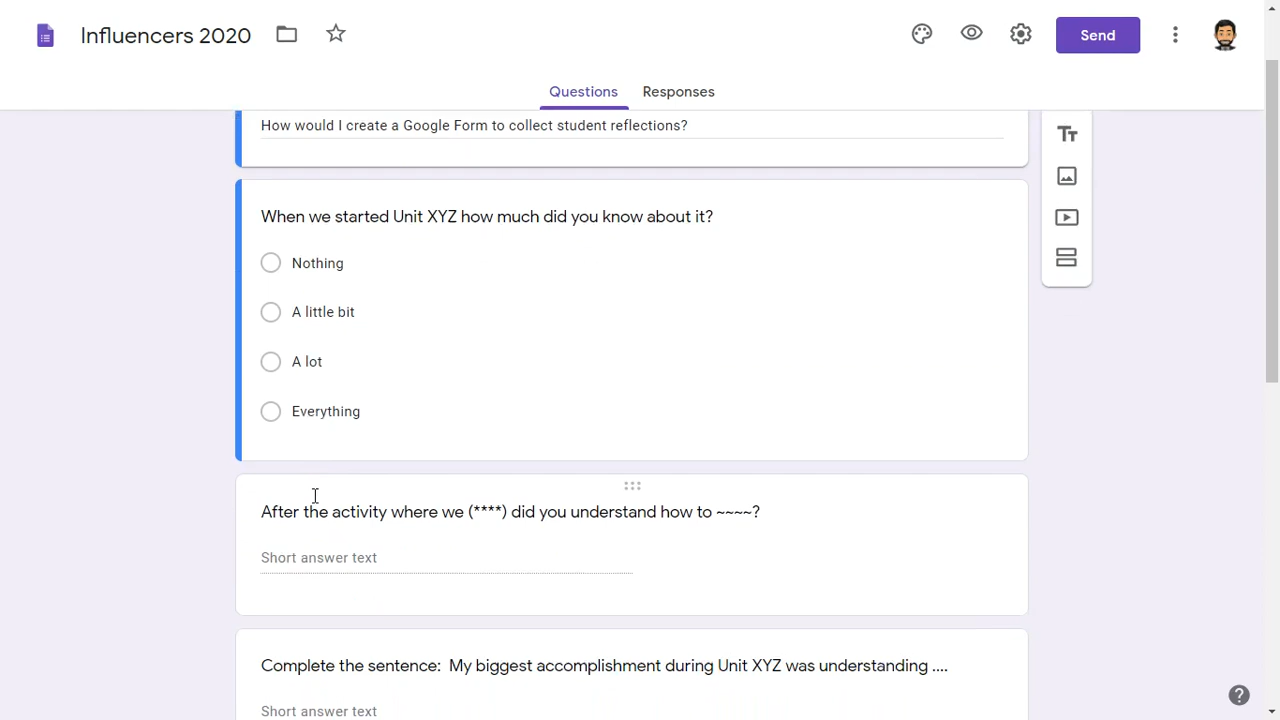 Influencers 2020
Send
Questions
Responses
How would I create a Google Form to collect student reflections?
When we started Unit XYZ how much did you know about it?
Nothing
A little bit
A lot
Everything
After the activity where we (****) did you understand how to ~~~~?
Short answer text
Complete the sentence:  My biggest accomplishment during Unit XYZ was understanding ....
Short answer text